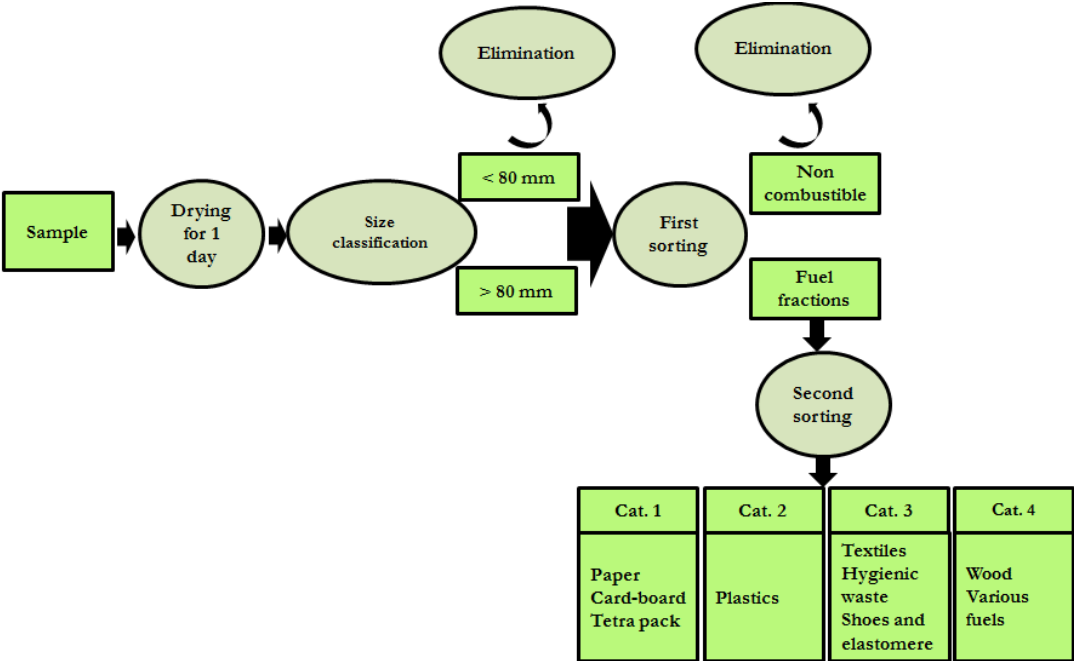 Elimination
Elimination
< 80 mm
Non
combustible
Sample
Drying
for 1
day
Size
classification
First
sorting
> 80 mm
Fuel
fractions
Second
sorting
Cat. 1
Cat. 2
Cat. 3
Cat. 4
Paper
Card-board
Tetra pack
Plastics
Textiles
Hygienic
waste
Shoes and
elastomere
Wood
Various
fuels